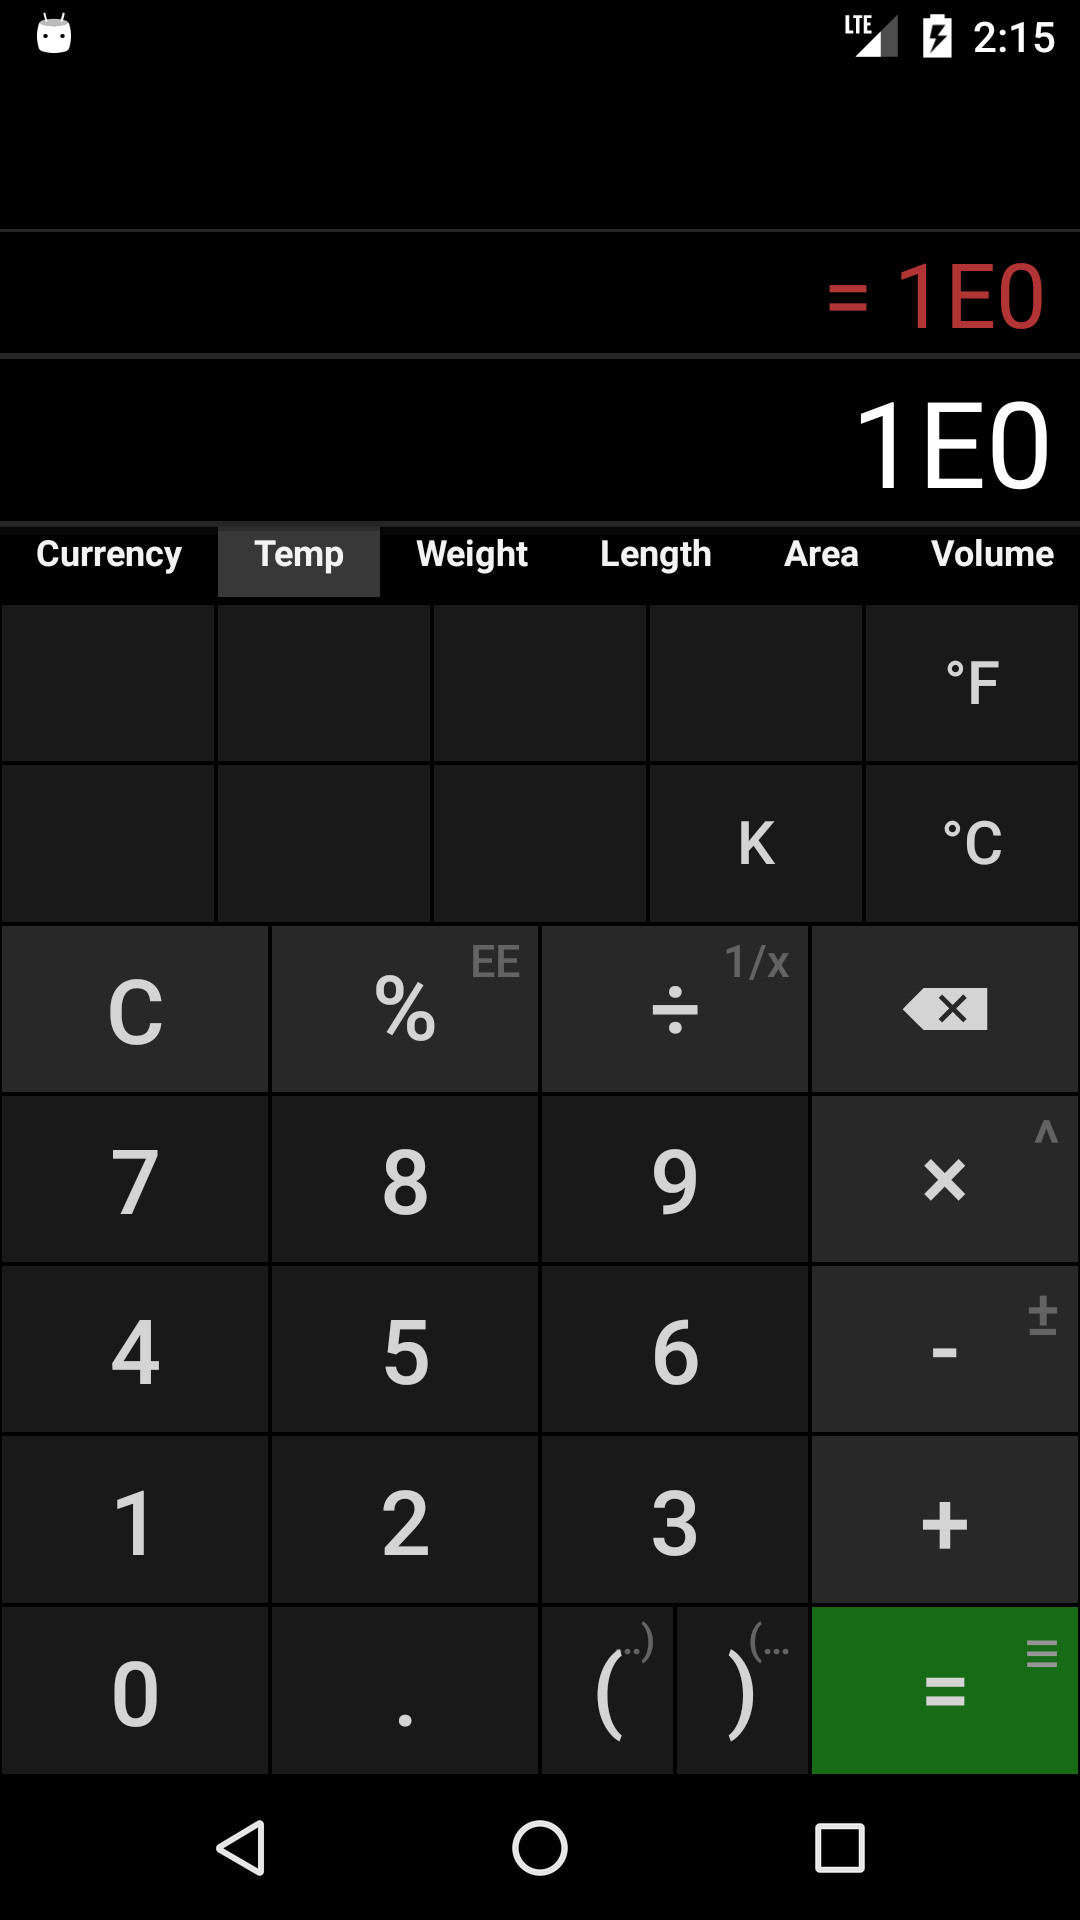 LTE 2:15
= 1E0
1E0
Currency Temp Weight Length Area Volume
°F
K °C
C % EE ÷ 1/x
7 8 9 × ^
4 5 6 - ±
1 2 3 +
0 . ( ..) ) (... =